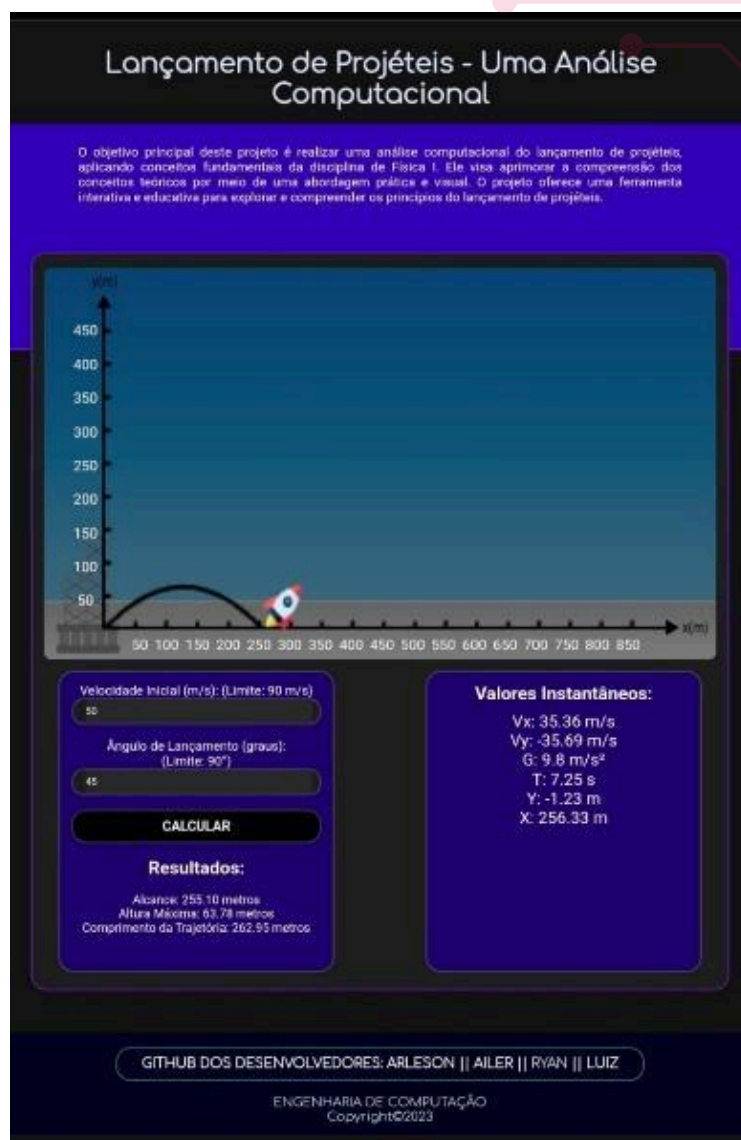 Lançamento de Projéteis - Uma Análise
Computacional
O objetivo principal deste projeto é realizar uma análise computacional do lançamento de projéteis,
aplicando conceitos fundamentais da disciplina de Física I. Ele visa aprimorar a compreensão dos
conceitos teóricos por meio de uma abordagem prática e visual. O projeto oferece uma ferramenta
interativa e educativa para explorar e compreender os princípios do lançamento de projéteis.
y(m)
450
400
350
300
250
200
150
100
50
x(m)
50 100 150 200 250 300 350 400 450 500 550 600 650 700 750 800 850
Velocidade Inicial (m/s): (Limite: 90 m/s)
50
Ângulo de Lançamento (graus):
(Limite: 90°)
45
CALCULAR
Resultados:
Alcance: 255.10 metros
Altura Máxima: 63.78 metros
Comprimento da Trajetória: 262.95 metros
Valores Instantâneos:
Vx: 35.36 m/s
Vy: -35.69 m/s
G: 9.8 m/s²
T: 7.25 s
Y: -1.23 m
X: 256.33 m
GITHUB DOS DESENVOLVEDORES: ARLESON || AILER || RYAN || LUIZ
ENGENHARIA DE COMPUTAÇÃO
Copyright©2023